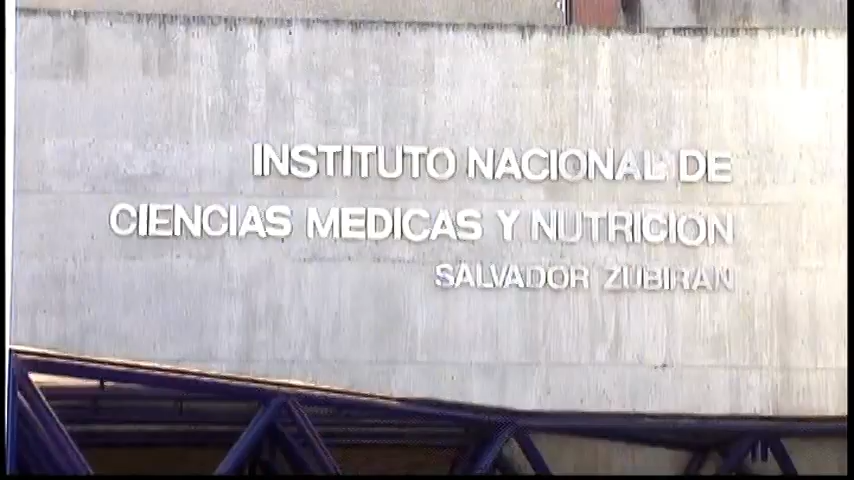 INSTITUTO NACIONAL DE
CIENCIAS MEDICAS Y NUTRICION
SALVADOR ZUBIRAN